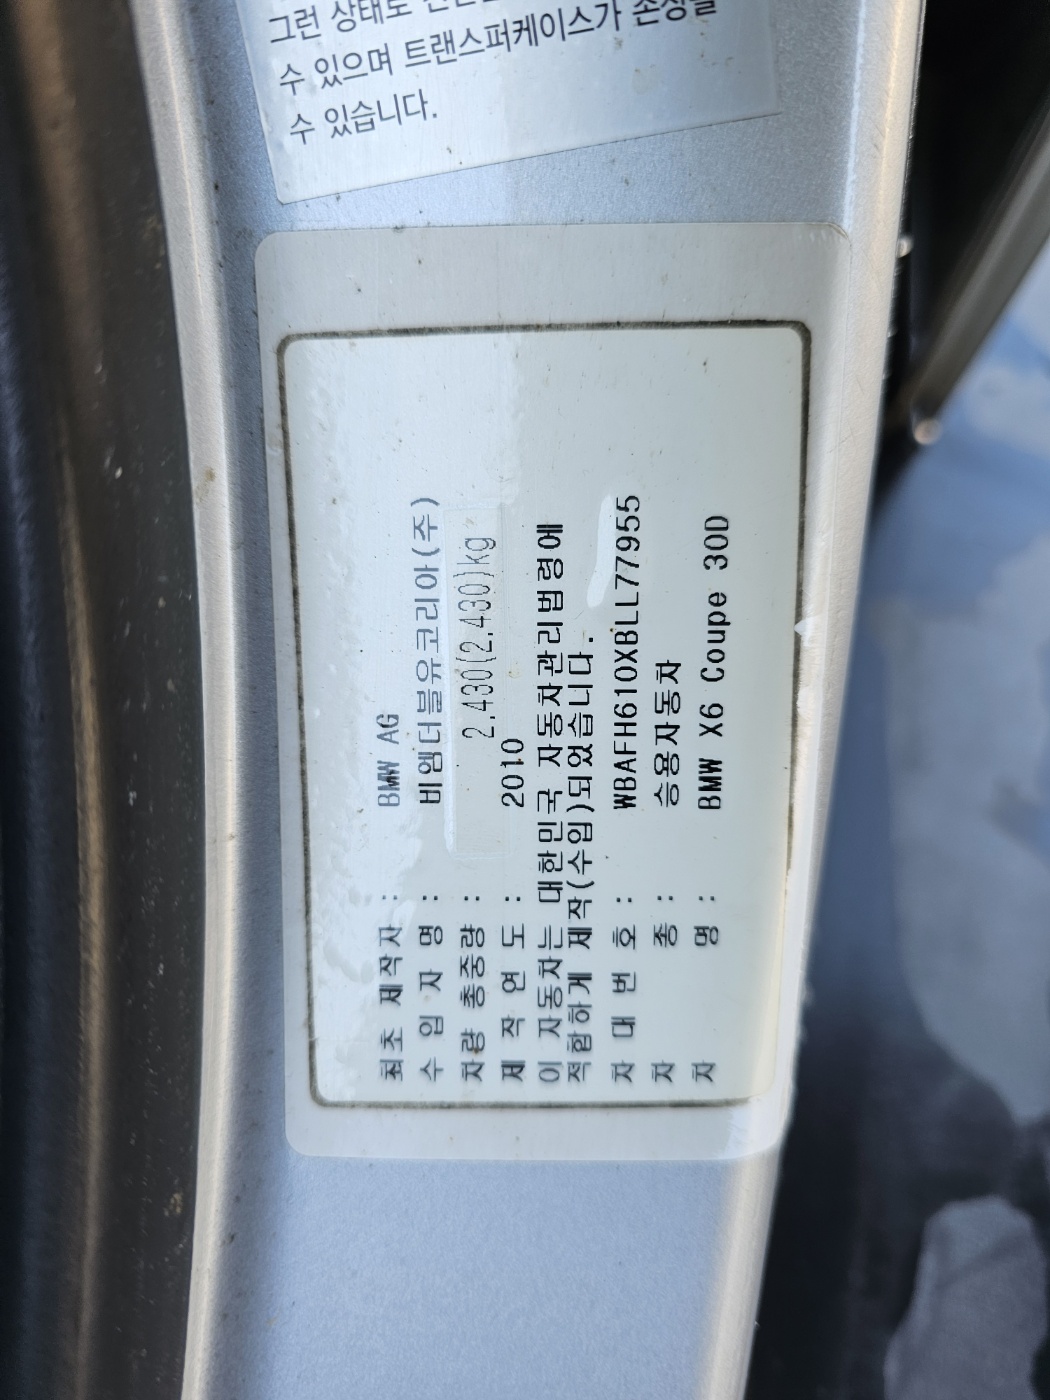 그런 상태로
수 있으며 트랜스퍼케이스가 손상될
수 있습니다.
최초 제작자 : BMW AG
수 입 자 명 : 비엠더블유코리아(주)
차량 총중량 : 2.430(2.430)kg
제 작 연 도 : 2010
이 자동차는 대한민국 자동차관리법령에
적합하게 제작(수입)되었습니다.
차 대 번 호 : WBAFH610XBLL77955
차 종 : 승용자동차
차 명 : BMW X6 Coupe 30D